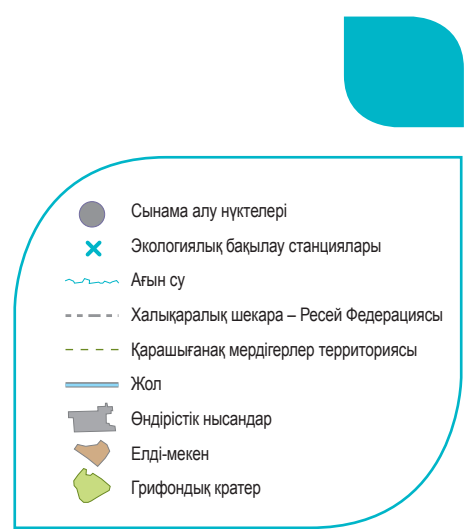 Сынама алу нүктелері
Экологиялық бақылау станциялары
Ағын су
Халықаралық шекара – Ресей Федерациясы
Қарашығанақ мердігерлер территориясы
Жол
Өндірістік нысандар
Елді-мекен
Грифондық кратер